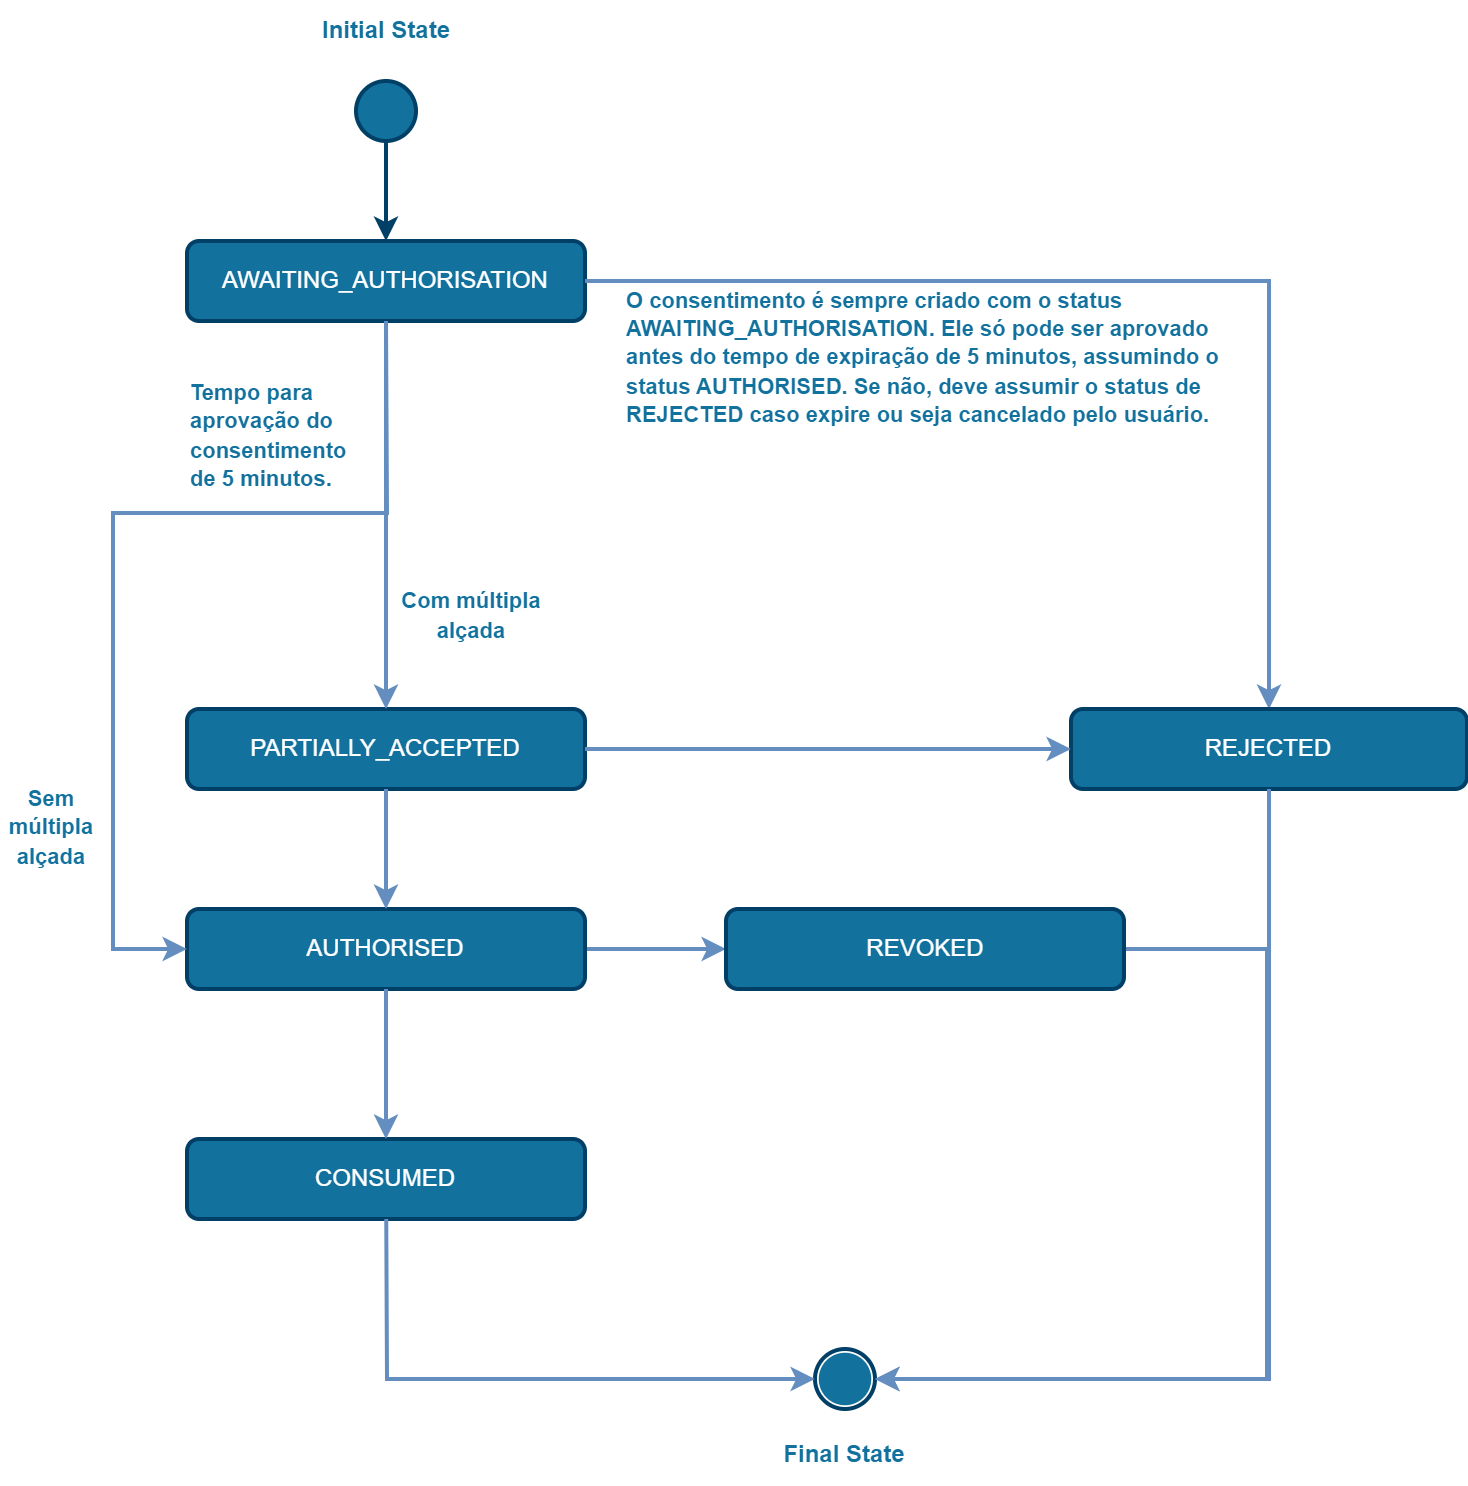 Initial State
AWAITING_AUTHORISATION
O consentimento é sempre criado com o status
AWAITING_AUTHORISATION. Ele só pode ser aprovado
antes do tempo de expiração de 5 minutos, assumindo o
status AUTHORISED. Se não, deve assumir o status de
REJECTED caso expire ou seja cancelado pelo usuário.
Tempo para
aprovação do
consentimento
de 5 minutos.
Com múltipla
alçada
PARTIALLY_ACCEPTED
REJECTED
Sem
múltipla
alçada
AUTHORISED
REVOKED
CONSUMED
Final State